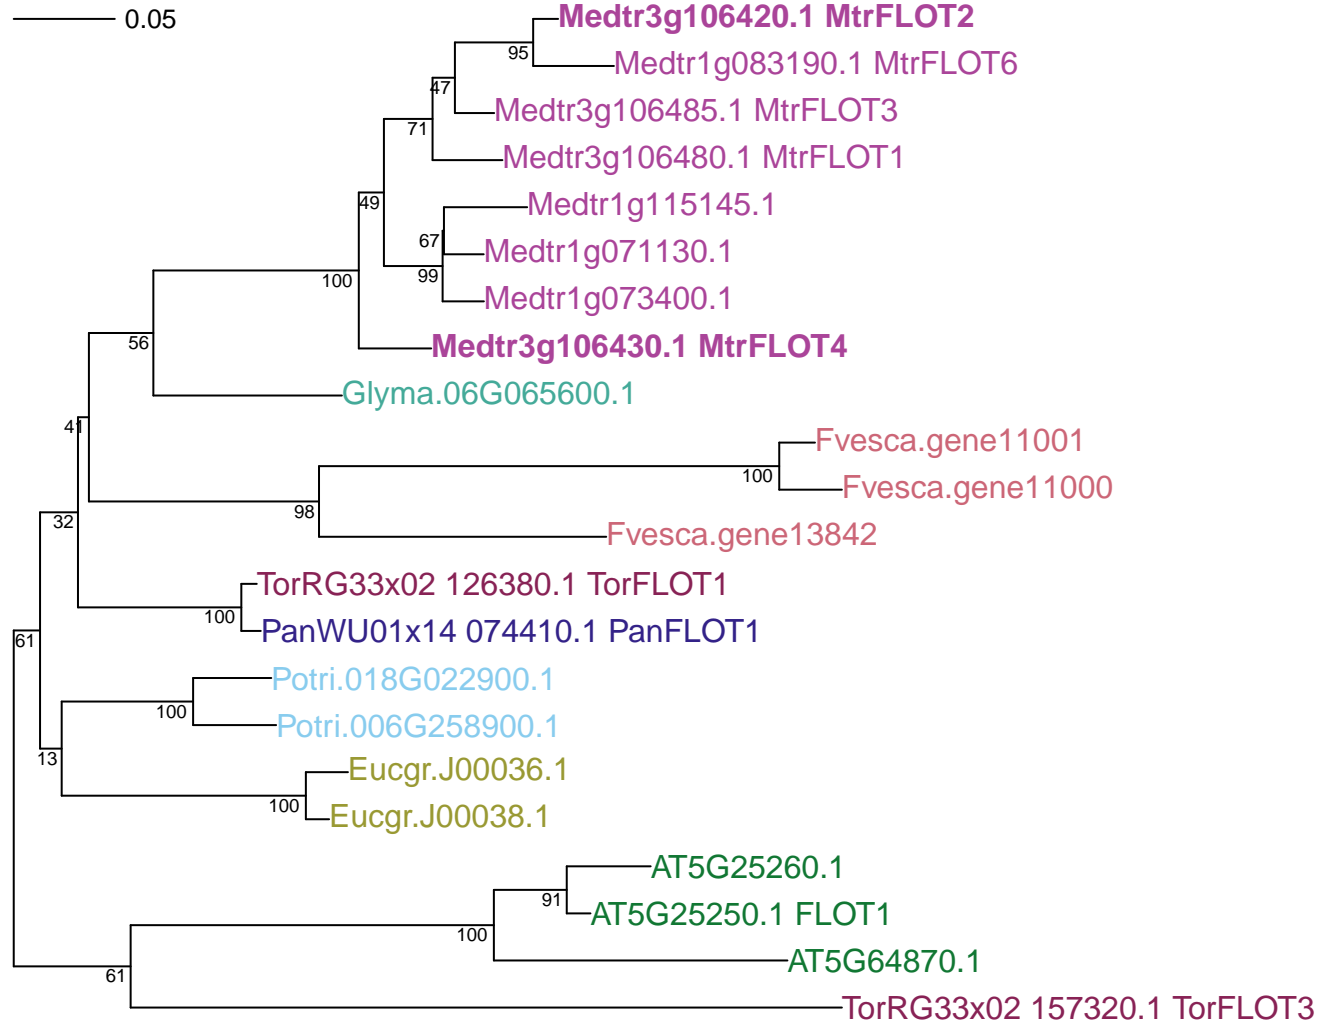 0.05
Medtr3g106420.1 MtrFLOT2
95
Medtr1g083190.1 MtrFLOT6
47
Medtr3g106485.1 MtrFLOT3
71
Medtr3g106480.1 MtrFLOT1
49
Medtr1g115145.1
67
Medtr1g071130.1
99
100
Medtr1g073400.1
56
Medtr3g106430.1 MtrFLOT4
Glyma.06G065600.1
41
Fvesca.gene11001
100
Fvesca.gene11000
98
32
Fvesca.gene13842
TorRG33x02 126380.1 TorFLOT1
100
61
PanWU01x14 074410.1 PanFLOT1
Potri.018G022900.1
100
Potri.006G258900.1
13
Eucgr.J00036.1
100
Eucgr.J00038.1
AT5G25260.1
91
AT5G25250.1 FLOT1
100
AT5G64870.1
61
TorRG33x02 157320.1 TorFLOT3